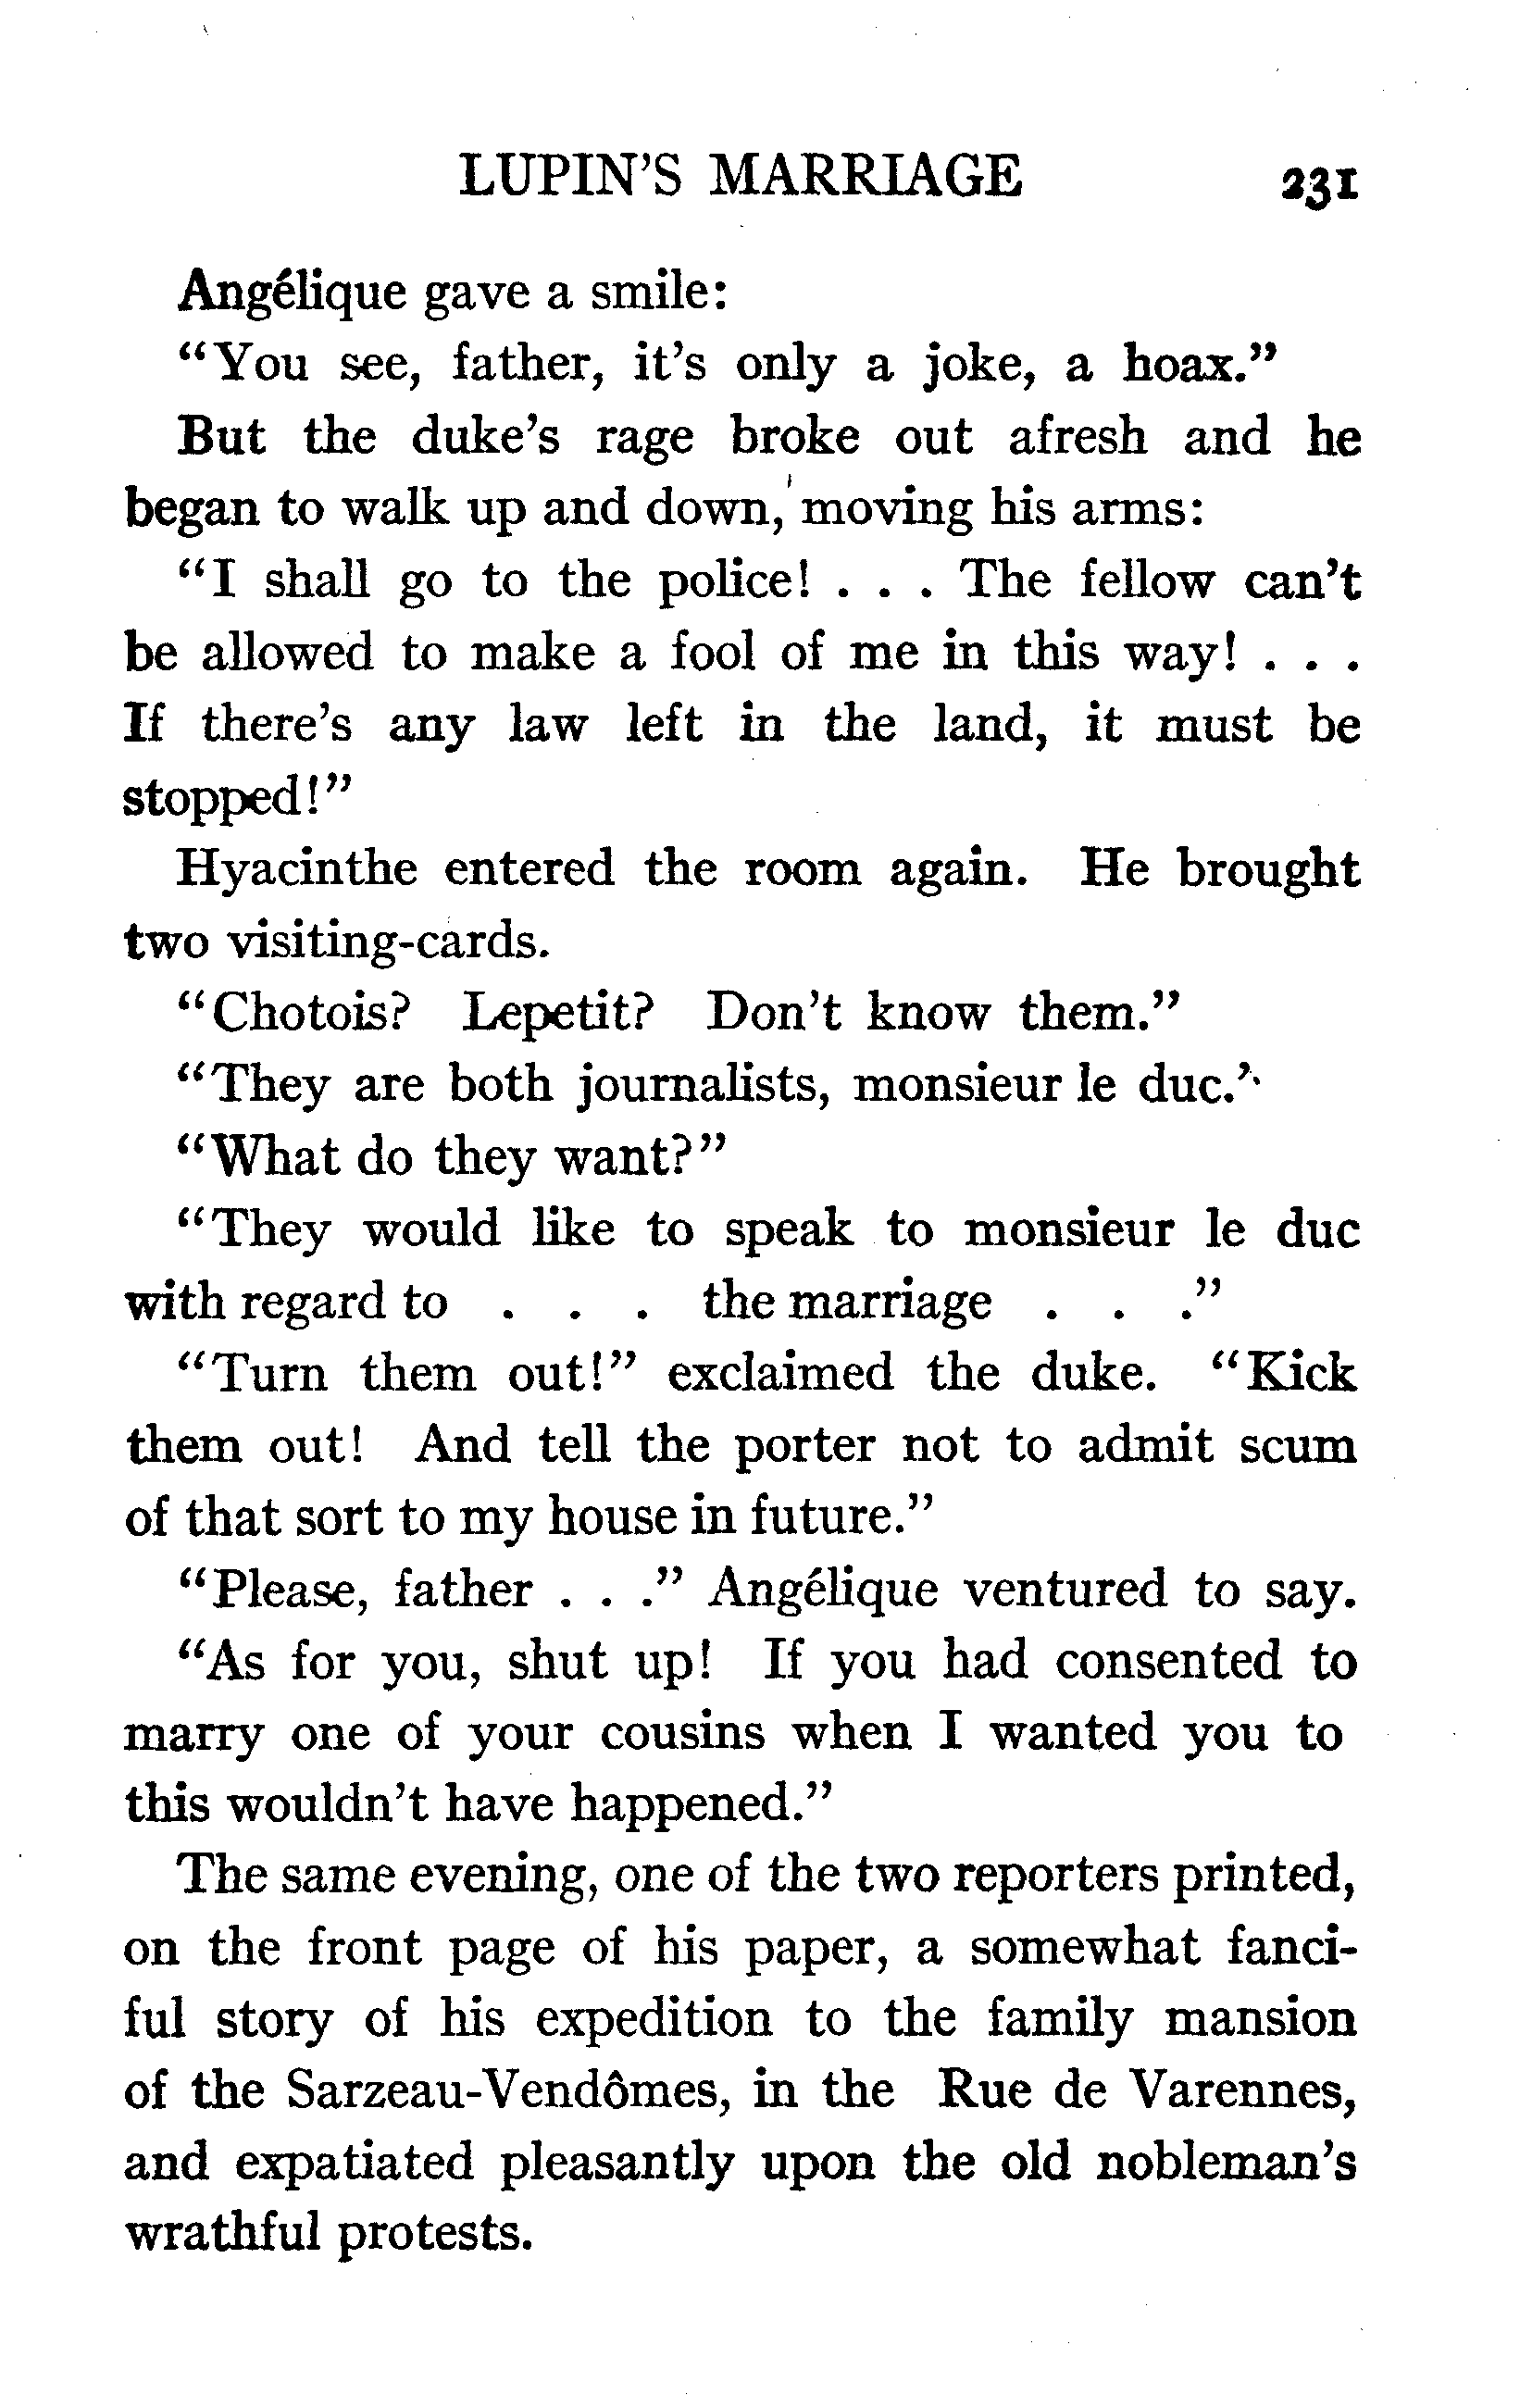 LUPIN'S MARRIAGE 231
Angélique gave a smile:
"You see, father, it's only a joke, a hoax."
But the duke's rage broke out afresh and he
began to walk up and down, moving his arms:
"I shall go to the police! . . . The fellow can't
be allowed to make a fool of me in this way! . . .
If there's any law left in the land, it must be
stopped!"
Hyacinthe entered the room again. He brought
two visiting-cards.
"Chotois? Lepetit? Don't know them."
"They are both journalists, monsieur le duc."
"What do they want?"
"They would like to speak to monsieur le duc
with regard to . . . the marriage . . ."
"Turn them out!" exclaimed the duke. "Kick
them out! And tell the porter not to admit scum
of that sort to my house in future."
"Please, father . . ." Angélique ventured to say.
"As for you, shut up! If you had consented to
marry one of your cousins when I wanted you to
this wouldn't have happened."
The same evening, one of the two reporters printed,
on the front page of his paper, a somewhat fanci-
ful story of his expedition to the family mansion
of the Sarzeau-Vendômes, in the Rue de Varennes,
and expatiated pleasantly upon the old nobleman's
wrathful protests.